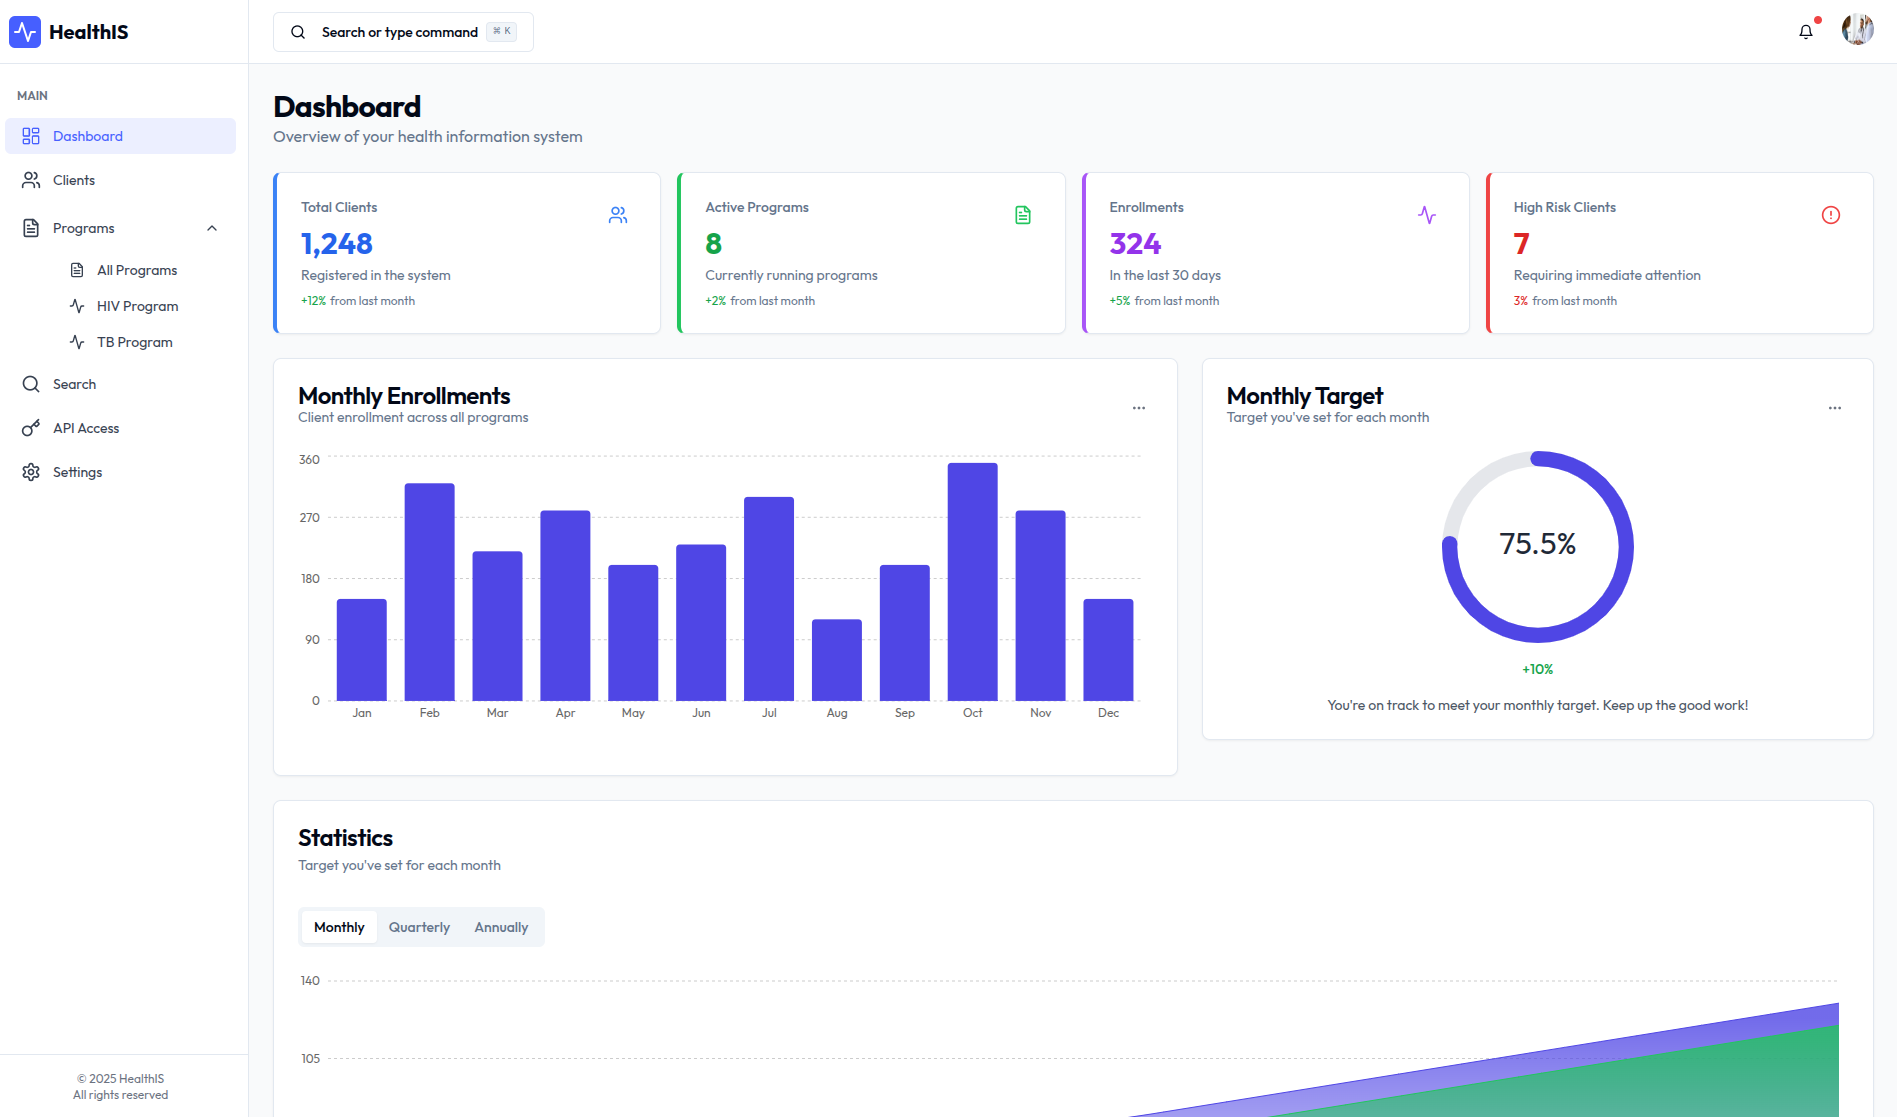 HealthIS
Search or type command ⌘ K
MAIN
Dashboard
Clients
Programs
All Programs
HIV Program
TB Program
Search
API Access
Settings
© 2025 HealthIS
All rights reserved
Dashboard
Overview of your health information system
Total Clients
1,248
Registered in the system
+12% from last month
Active Programs
8
Currently running programs
+2% from last month
Enrollments
324
In the last 30 days
+5% from last month
High Risk Clients
7
Requiring immediate attention
3% from last month
Monthly Enrollments
Client enrollment across all programs
360
270
180
90
0
Jan Feb Mar Apr May Jun Jul Aug Sep Oct Nov Dec
Monthly Target
Target you've set for each month
75.5%
+10%
You're on track to meet your monthly target. Keep up the good work!
Statistics
Target you've set for each month
Monthly Quarterly Annually
140
105